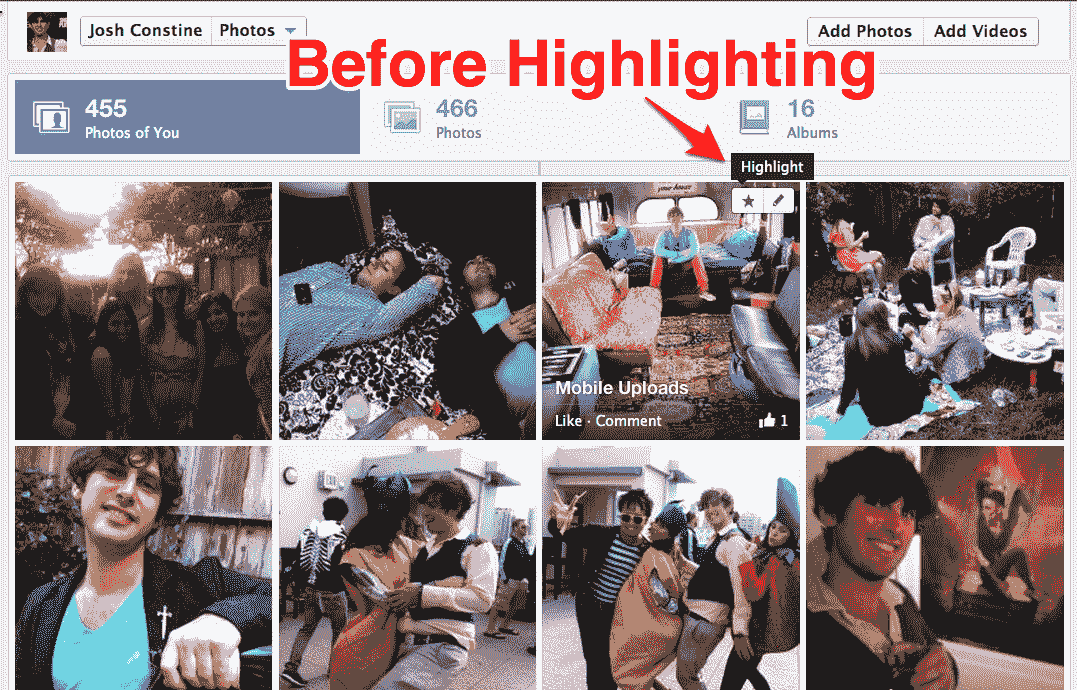 Josh Constine Photos
Add Photos Add Videos
Before Highlighting
455
Photos of You
466
Photos
16
Albums
Highlight
Mobile Uploads
Like · Comment 1